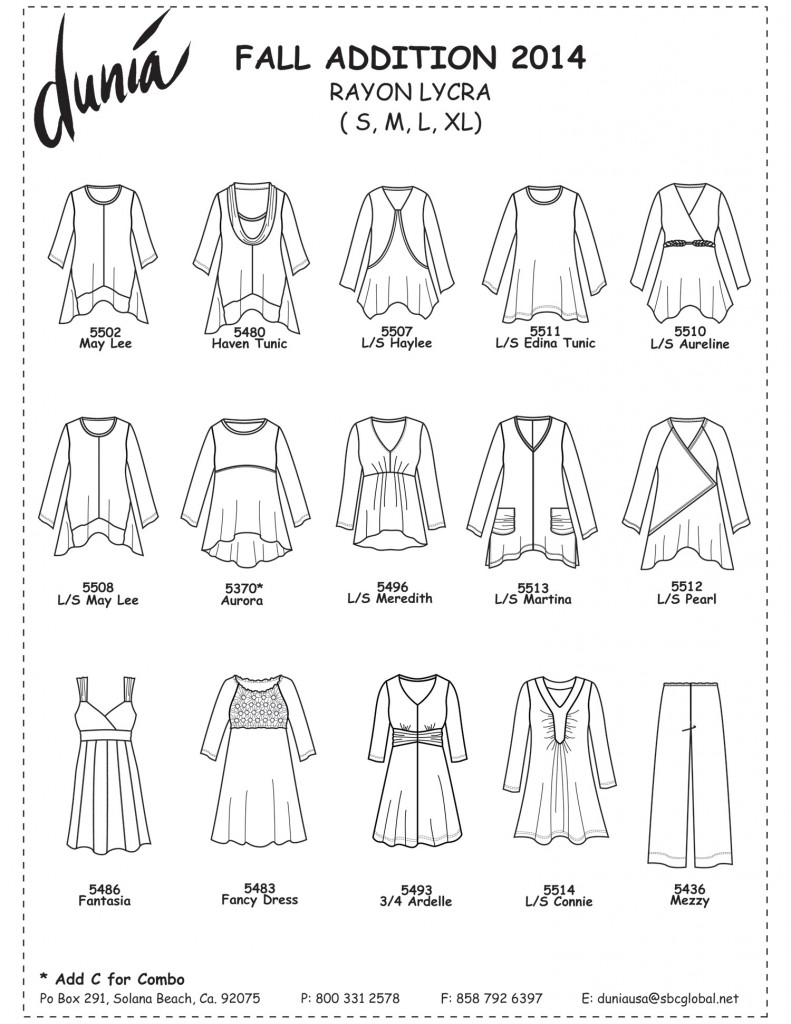 dunia
FALL ADDITION 2014
RAYON LYCRA
( S, M, L, XL)
5502
May Lee
5480
Haven Tunic
5507
L/S Haylee
5511
L/S Edina Tunic
5510
L/S Aureline
5508
L/S May Lee
5370*
Aurora
5496
L/S Meredith
5513
L/S Martina
5512
L/S Pearl
5486
Fantasia
5483
Fancy Dress
5493
3/4 Ardelle
5514
L/S Connie
5436
Mezzy
* Add C for Combo
Po Box 291, Solana Beach, Ca. 92075 P: 800 331 2578 F: 858 792 6397 E: duniausa@sbcglobal.net